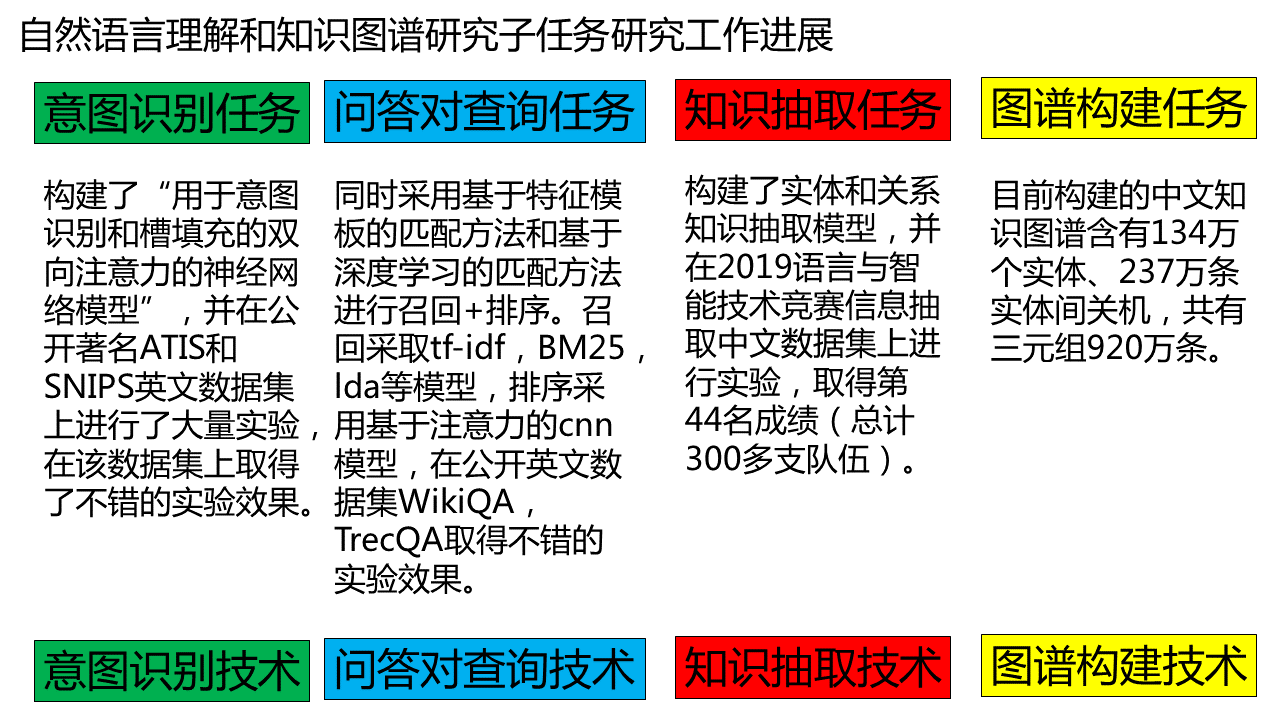 自然语言理解和知识图谱研究子任务研究工作进展
意图识别任务
构建了“用于意图
识别和槽填充的双
向注意力的神经网
络模型”，并在公
开著名ATIS和
SNIPS英文数据集
上进行了大量实验，
在该数据集上取得
了不错的实验效果。
意图识别技术
问答对查询任务
同时采用基于特征模
板的匹配方法和基于
深度学习的匹配方法
进行召回+排序。召
回采取tf-idf，BM25，
lda等模型，排序采
用基于注意力的cnn
模型，在公开英文数
据集WikiQA，
TrecQA取得不错的
实验效果。
问答对查询技术
知识抽取任务
构建了实体和关系
知识抽取模型，并
在2019语言与智
能技术竞赛信息抽
取中文数据集上进
行实验，取得第
44名成绩（总计
300多支队伍）。
知识抽取技术
图谱构建任务
目前构建的中文知
识图谱含有134万
个实体、237万条
实体间关机，共有
三元组920万条。
图谱构建技术